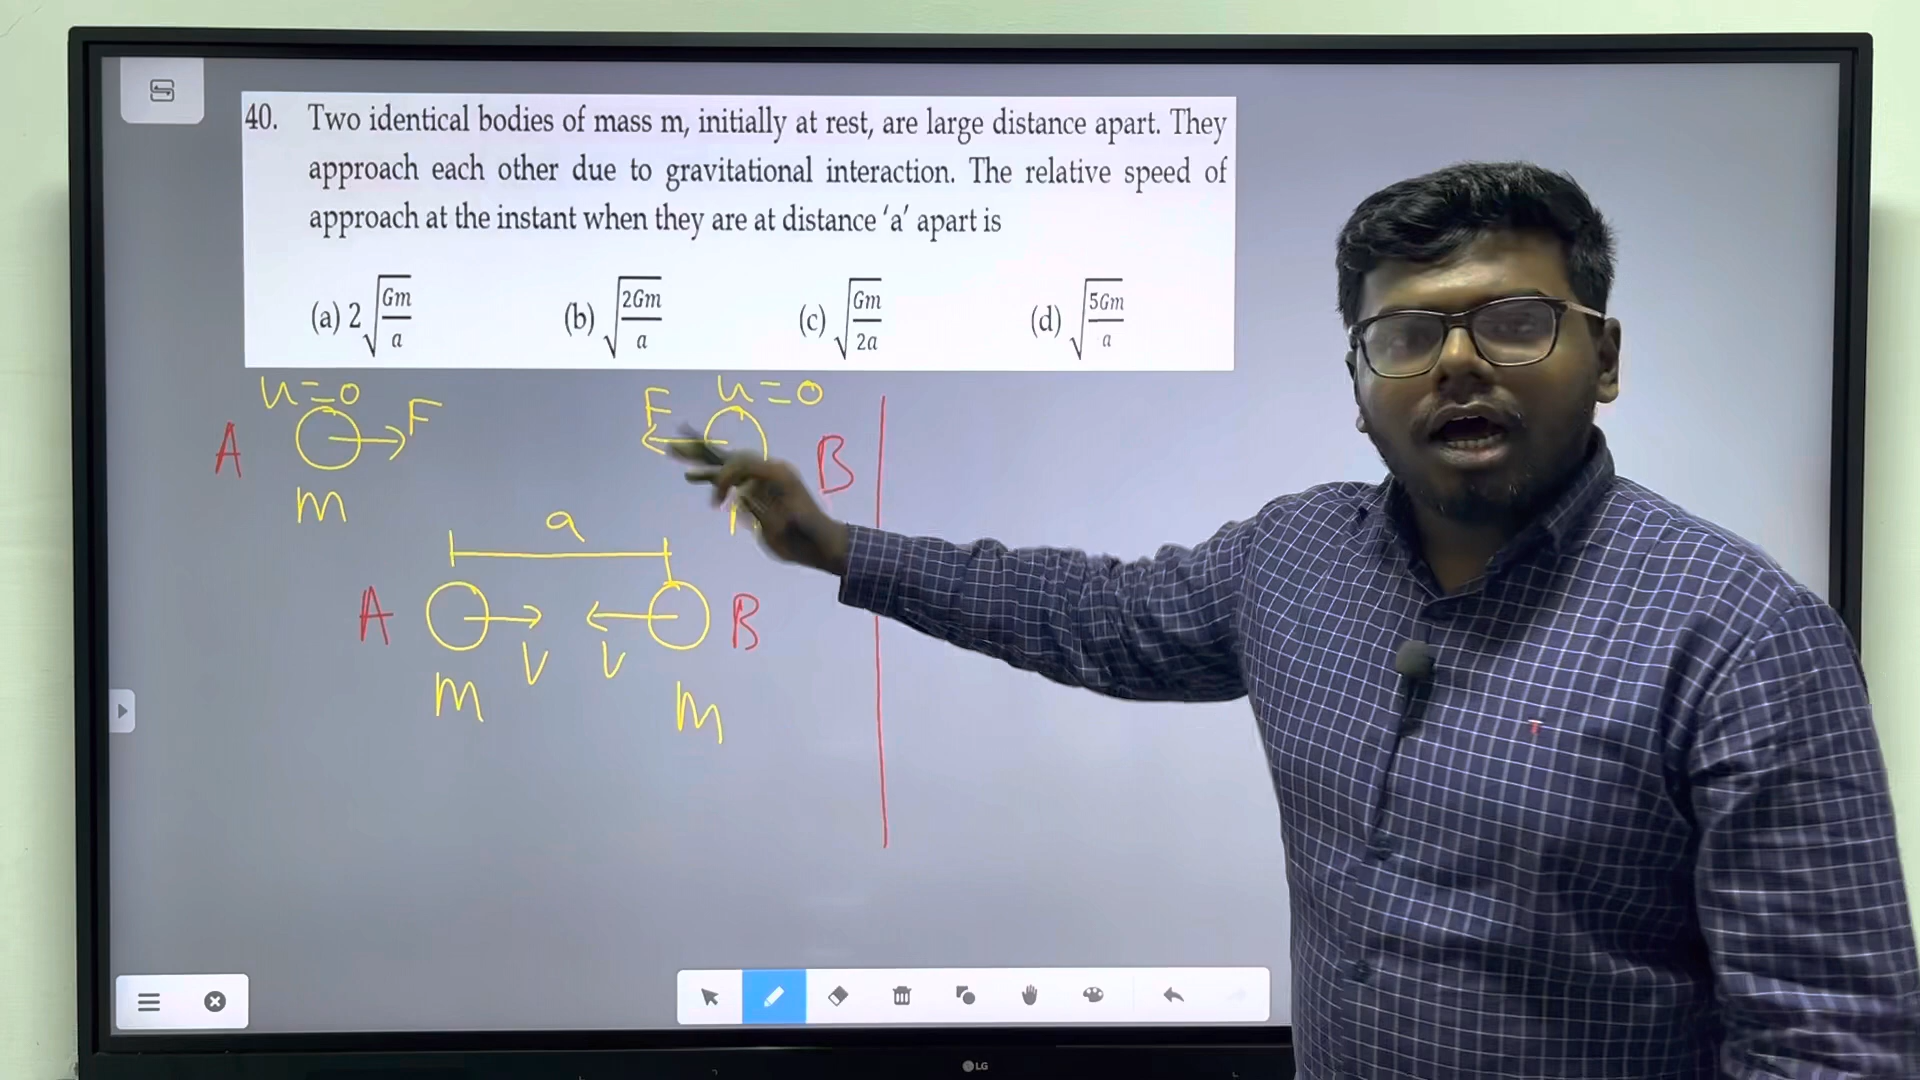 40. Two identical bodies of mass m, initially at rest, are large distance apart. They
approach each other due to gravitational interaction. The relative speed of
approach at the instant when they are at distance 'a' apart is
(a) 2√(Gm/a) (b) √(2Gm/a) (c) √(Gm/2a) (d) √(5Gm/a)
u=0 F u=0
A F B
m
a
A B
v v
m m
LG